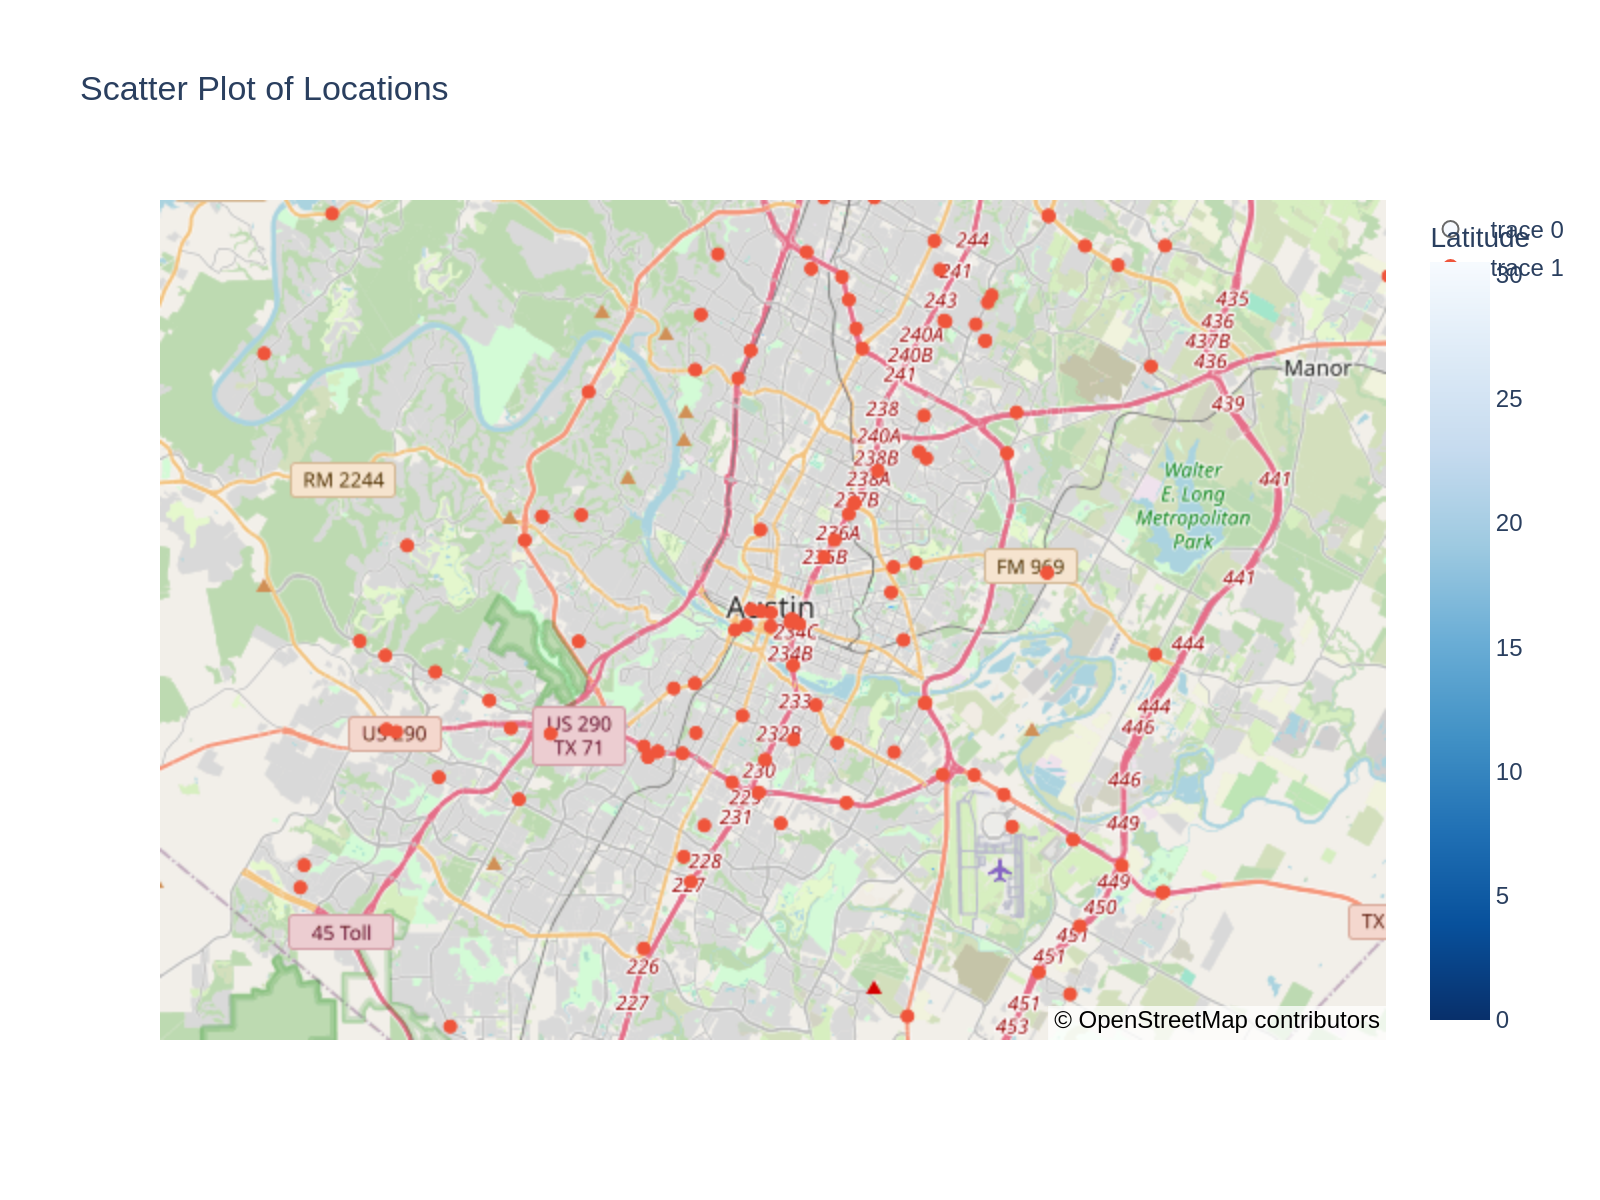 Scatter Plot of Locations
trace 0
Latitude
trace 1
30
25
20
15
10
5
0
244
241
243
435
436
240A
437B
240B
436
241
Manor
238
439
240A
238B
RM 2244
238A
441
Walter
E. Long
Metropolitan
Park
237B
236A
235B
FM 969
441
Austin
234C
444
234B
233
444
US 290
US 290
TX 71
232B
446
230
446
229
231
449
228
449
227
450
45 Toll
TX
451
451
226
227
451
453
© OpenStreetMap contributors